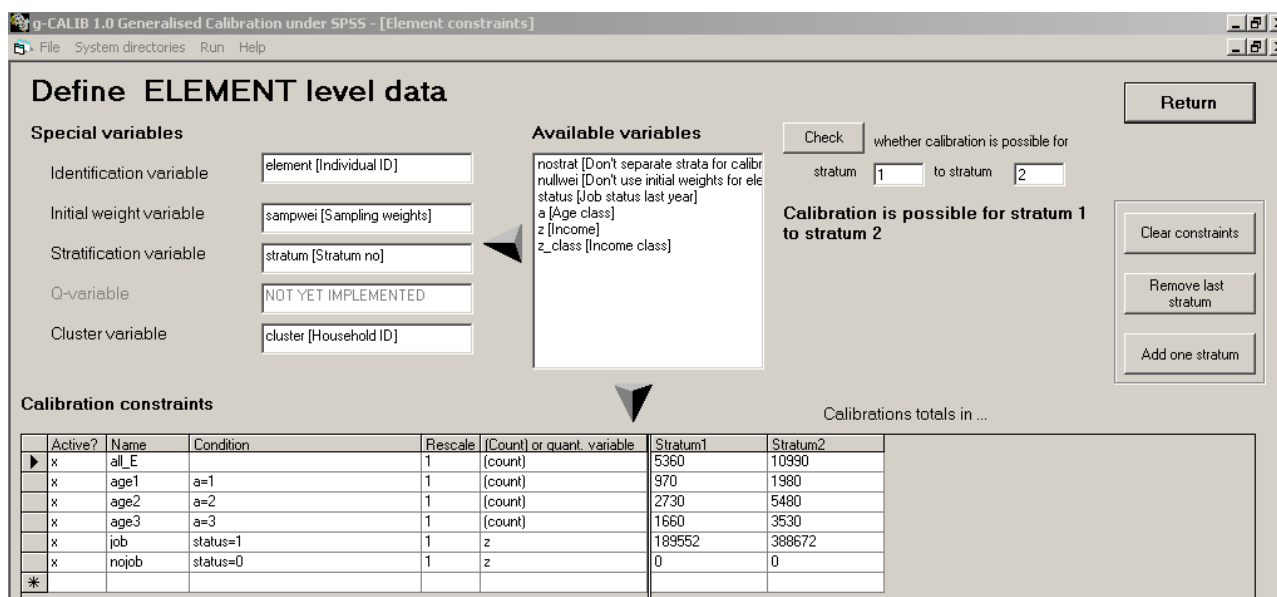 g-CALIB 1.0 Generalised Calibration under SPSS - [Element constraints]
File System directories Run Help
Define ELEMENT level data
Return
Special variables
Available variables
Check whether calibration is possible for
stratum 1 to stratum 2
Identification variable element [Individual ID]
Initial weight variable sampwei [Sampling weights]
Stratification variable stratum [Stratum no]
Q-variable NOT YET IMPLEMENTED
Cluster variable cluster [Household ID]
nostrat [Don't separate strata for calibr
nullwei [Don't use initial weights for ele
status [Job status last year]
a [Age class]
z [Income]
z_class [Income class]
Calibration is possible for stratum 1
to stratum 2
Clear constraints
Remove last
stratum
Add one stratum
Calibration constraints
Calibrations totals in ...
Active? Name Condition Rescale (Count) or quant. variable Stratum1 Stratum2
x all_E 1 (count) 5360 10990
x age1 a=1 1 (count) 970 1980
x age2 a=2 1 (count) 2730 5480
x age3 a=3 1 (count) 1660 3530
x job status=1 1 z 189552 388672
x nojob status=0 1 z 0 0